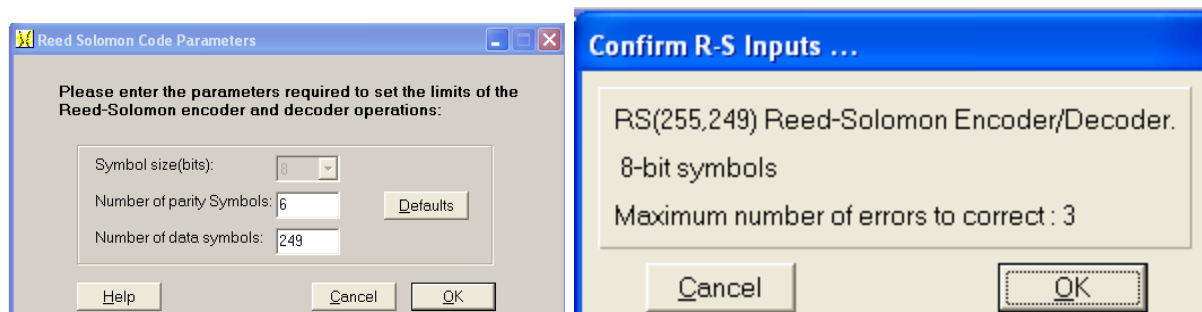 Reed Solomon Code Parameters
Please enter the parameters required to set the limits of the
Reed-Solomon encoder and decoder operations:
Symbol size(bits): 8
Number of parity Symbols: 6
Defaults
Number of data symbols: 249
Help
Cancel
OK
Confirm R-S Inputs ...
RS(255,249) Reed-Solomon Encoder/Decoder.
8-bit symbols
Maximum number of errors to correct : 3
Cancel
OK